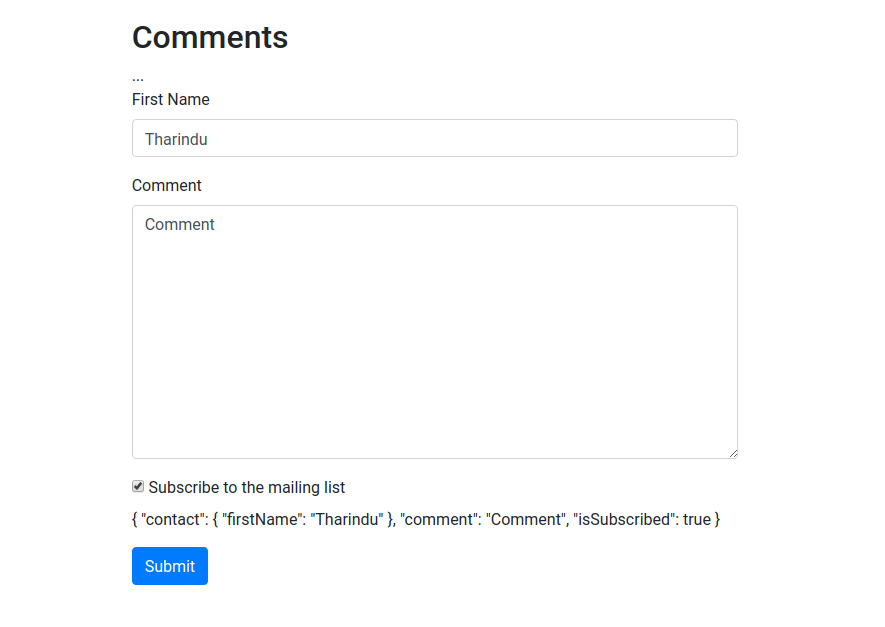 Comments
...
First Name
Tharindu
Comment
Comment
Subscribe to the mailing list
{ "contact": { "firstName": "Tharindu" }, "comment": "Comment", "isSubscribed": true }
Submit